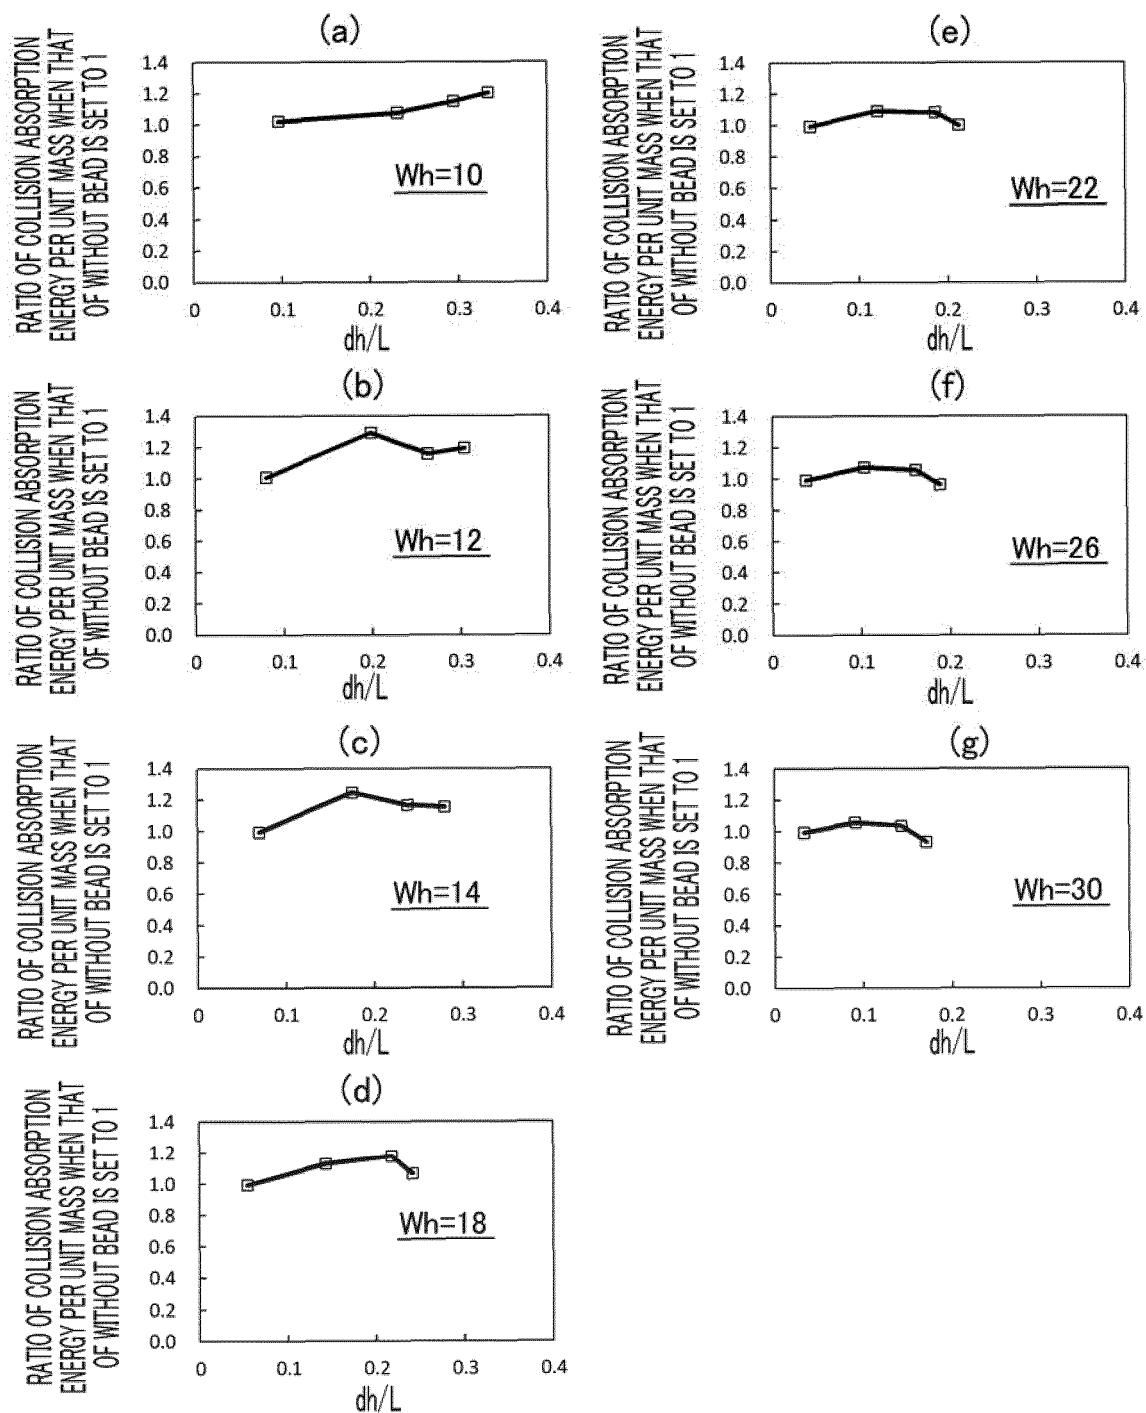 (a)
RATIO OF COLLISION ABSORPTION
ENERGY PER UNIT MASS WHEN THAT
OF WITHOUT BEAD IS SET TO 1
1.4
1.2
1.0
0.8
0.6
0.4
0.2
0.0
Wh=10
0 0.1 0.2 0.3 0.4
dh/L
(b)
RATIO OF COLLISION ABSORPTION
ENERGY PER UNIT MASS WHEN THAT
OF WITHOUT BEAD IS SET TO 1
1.4
1.2
1.0
0.8
0.6
0.4
0.2
0.0
Wh=12
0 0.1 0.2 0.3 0.4
dh/L
(c)
RATIO OF COLLISION ABSORPTION
ENERGY PER UNIT MASS WHEN THAT
OF WITHOUT BEAD IS SET TO 1
1.4
1.2
1.0
0.8
0.6
0.4
0.2
0.0
Wh=14
0 0.1 0.2 0.3 0.4
dh/L
(d)
RATIO OF COLLISION ABSORPTION
ENERGY PER UNIT MASS WHEN THAT
OF WITHOUT BEAD IS SET TO 1
1.4
1.2
1.0
0.8
0.6
0.4
0.2
0.0
Wh=18
0 0.1 0.2 0.3 0.4
dh/L
(e)
RATIO OF COLLISION ABSORPTION
ENERGY PER UNIT MASS WHEN THAT
OF WITHOUT BEAD IS SET TO 1
1.4
1.2
1.0
0.8
0.6
0.4
0.2
0.0
Wh=22
0 0.1 0.2 0.3 0.4
dh/L
(f)
RATIO OF COLLISION ABSORPTION
ENERGY PER UNIT MASS WHEN THAT
OF WITHOUT BEAD IS SET TO 1
1.4
1.2
1.0
0.8
0.6
0.4
0.2
0.0
Wh=26
0 0.1 0.2 0.3 0.4
dh/L
(g)
RATIO OF COLLISION ABSORPTION
ENERGY PER UNIT MASS WHEN THAT
OF WITHOUT BEAD IS SET TO 1
1.4
1.2
1.0
0.8
0.6
0.4
0.2
0.0
Wh=30
0 0.1 0.2 0.3 0.4
dh/L